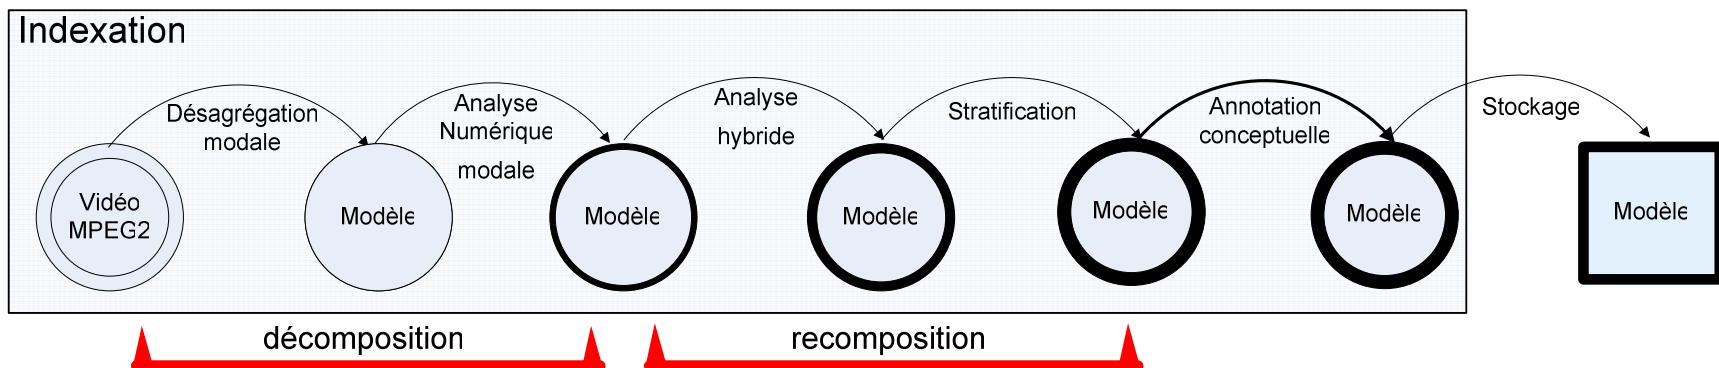 Indexation
Désagrégation
modale
Analyse
Numérique
modale
Analyse
hybride
Stratification
Annotation
conceptuelle
Stockage
Vidéo
MPEG2
Modèle
Modèle
Modèle
Modèle
Modèle
Modèle
décomposition
recomposition